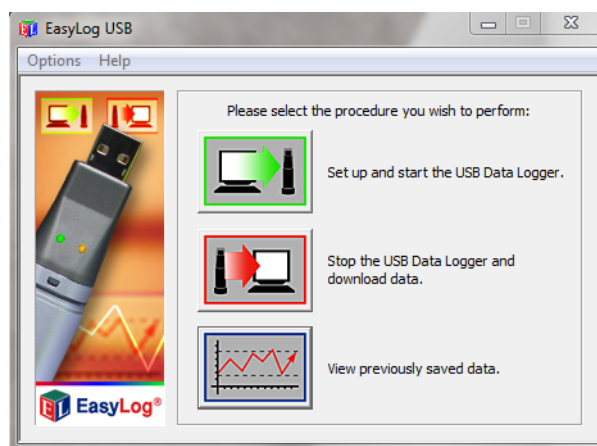 EasyLog USB
Options Help
Please select the procedure you wish to perform:
Set up and start the USB Data Logger.
Stop the USB Data Logger and
download data.
View previously saved data.
EL EasyLog®